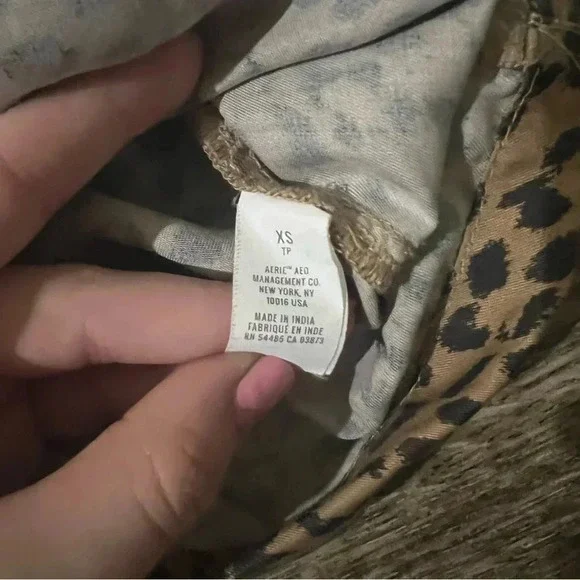 XS
TP
AERIE™ AEO
MANAGEMENT CO.
NEW YORK, NY
10016 USA
MADE IN INDIA
FABRIQUÉ EN INDE
RN 54485 CA 03873